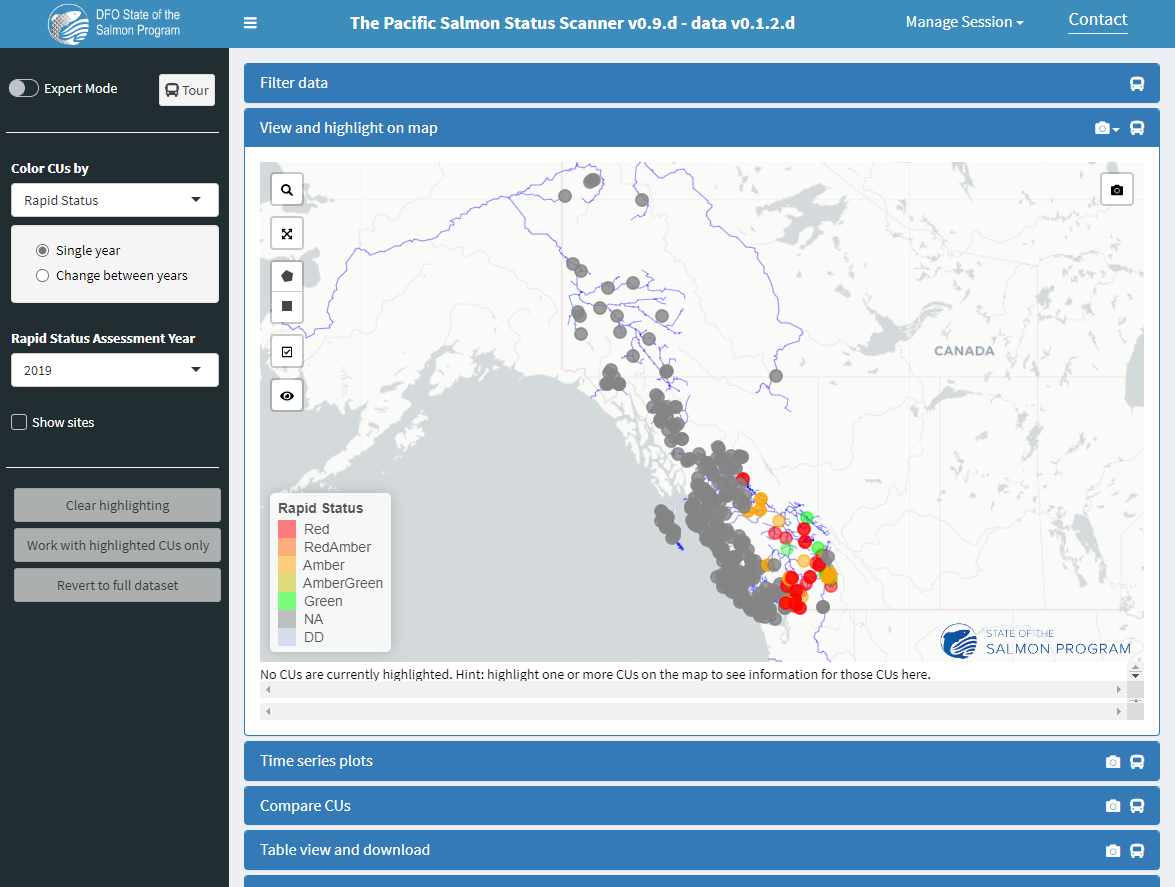 DFO State of the
Salmon Program
The Pacific Salmon Status Scanner v0.9.d - data v0.1.2.d
Manage Session
Contact
Expert Mode
Tour
Color CUs by
Rapid Status
Single year
Change between years
Rapid Status Assessment Year
2019
Show sites
Clear highlighting
Work with highlighted CUs only
Revert to full dataset
Filter data
View and highlight on map
CANADA
Rapid Status
Red
RedAmber
Amber
AmberGreen
Green
NA
DD
STATE OF THE
SALMON PROGRAM
No CUs are currently highlighted. Hint: highlight one or more CUs on the map to see information for those CUs here.
Time series plots
Compare CUs
Table view and download